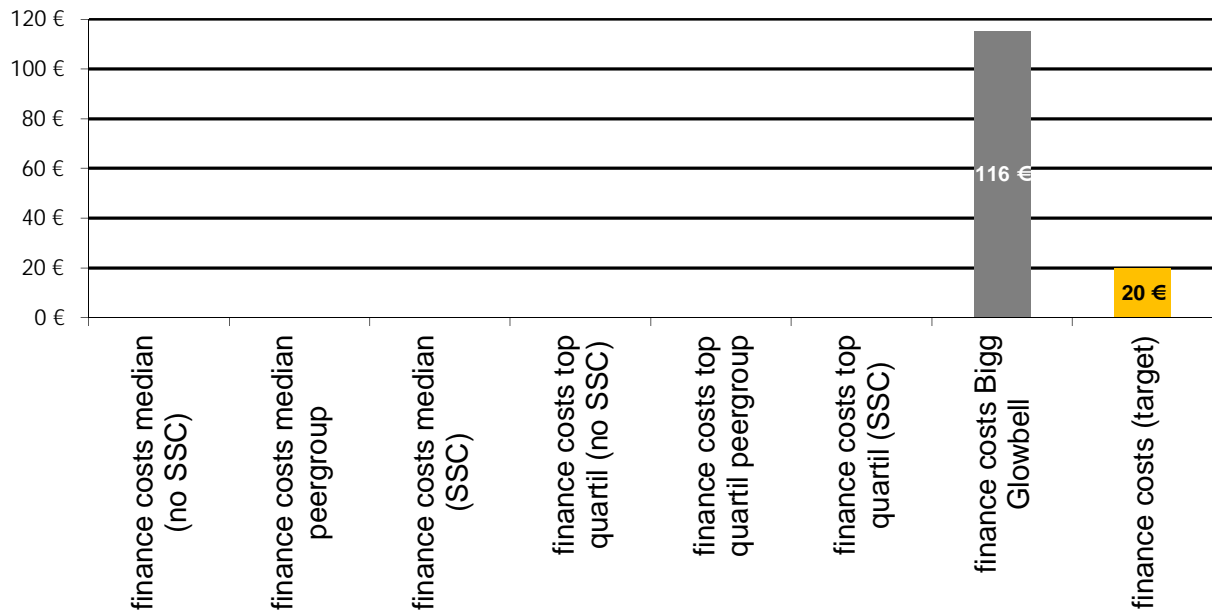 120 €
100 €
80 €
60 €
40 €
20 €
0 €
116 €
20 €
finance costs median
(no SSC)
finance costs median
peergroup
finance costs median
(SSC)
finance costs top
quartil (no SSC)
finance costs top
quartil peergroup
finance costs top
quartil (SSC)
finance costs Bigg
Glowbell
finance costs (target)